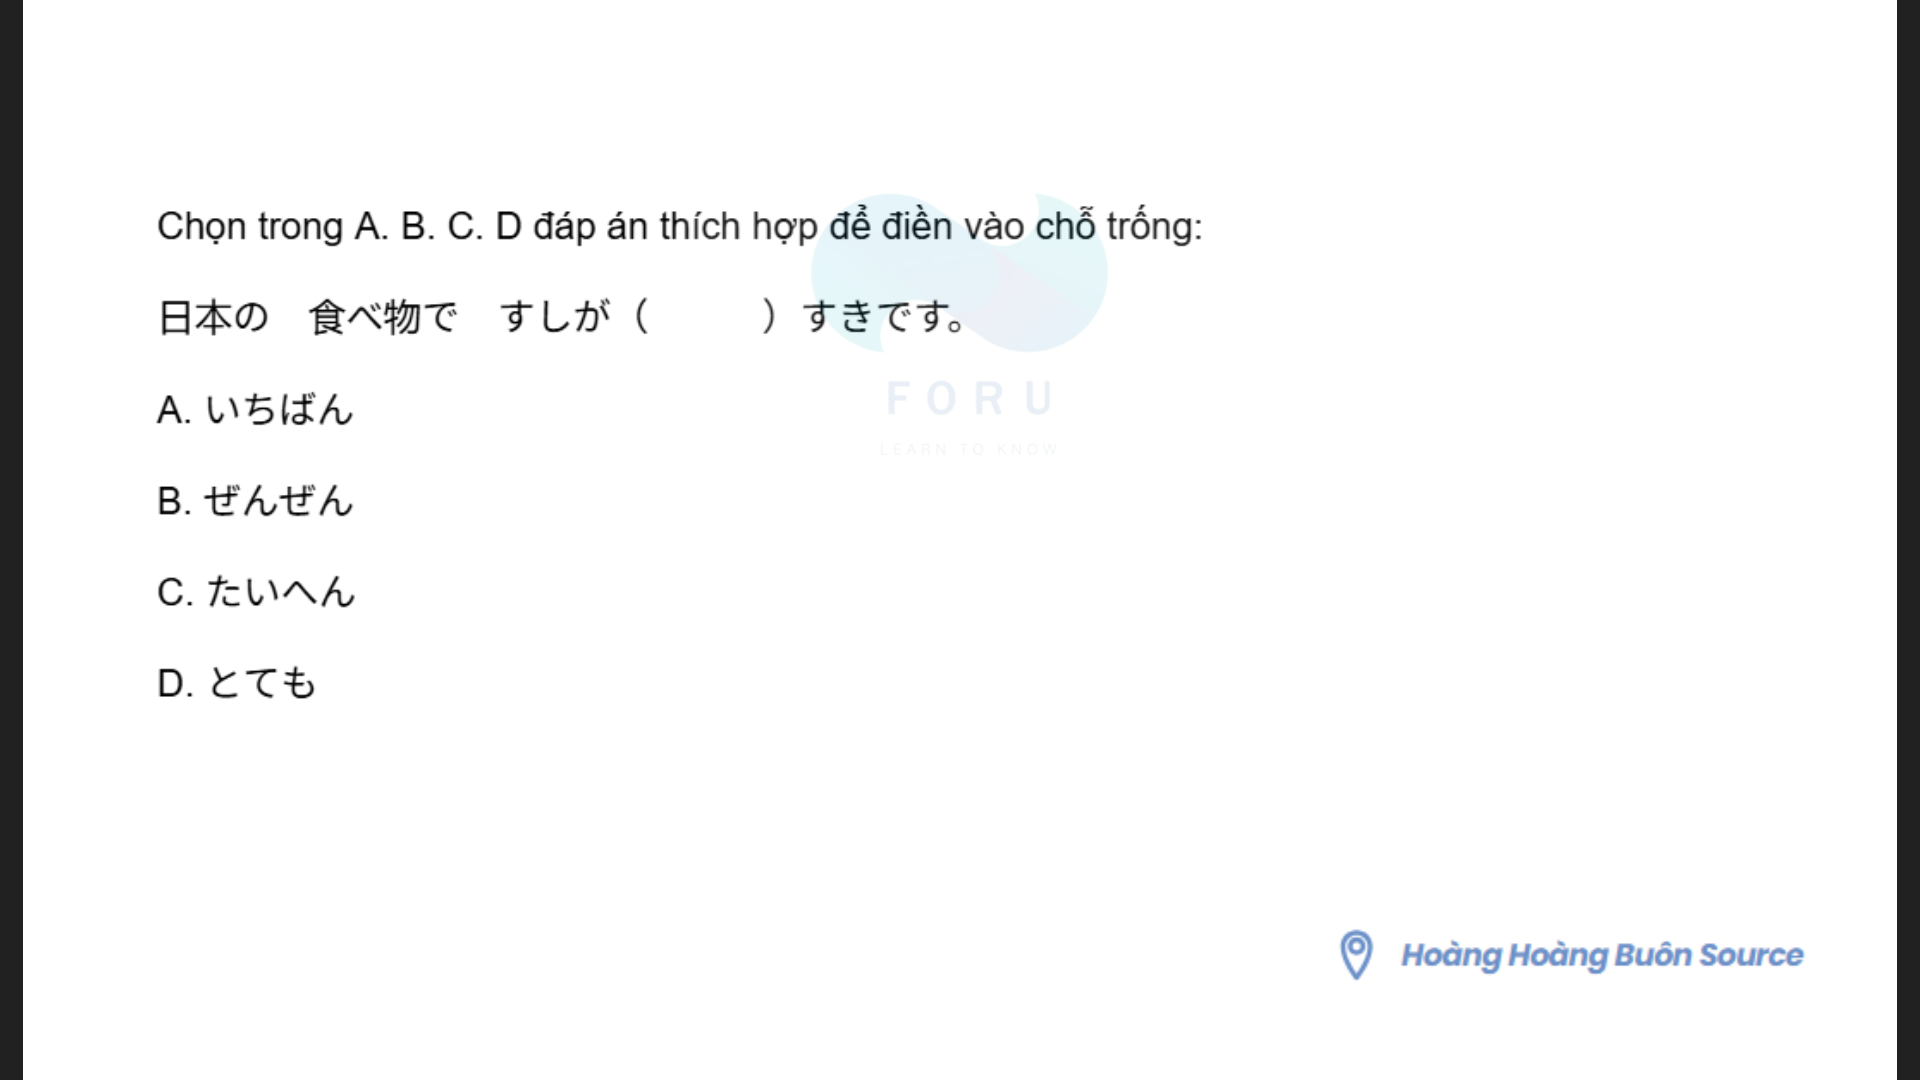 Chọn trong A. B. C. D đáp án thích hợp để điền vào chỗ trống:
日本の　食べ物で　すしが（　　　）すきです。
A. いちばん
B. ぜんぜん
C. たいへん
D. とても
FORU
LEARN TO KNOW
Hoàng Hoàng Buôn Source